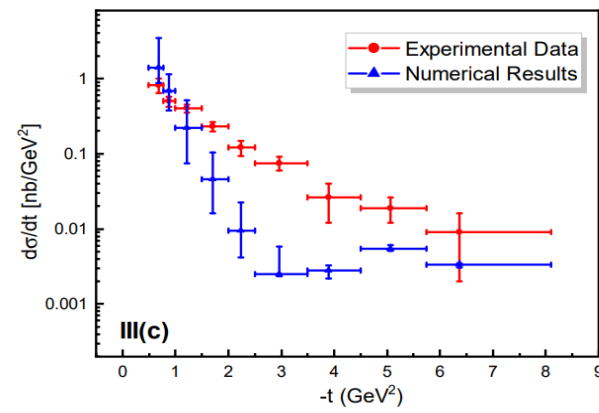 Experimental Data
Numerical Results
dσ/dt [nb/GeV²]
1
0.1
0.01
0.001
III(c)
0 1 2 3 4 5 6 7 8 9
-t (GeV²)